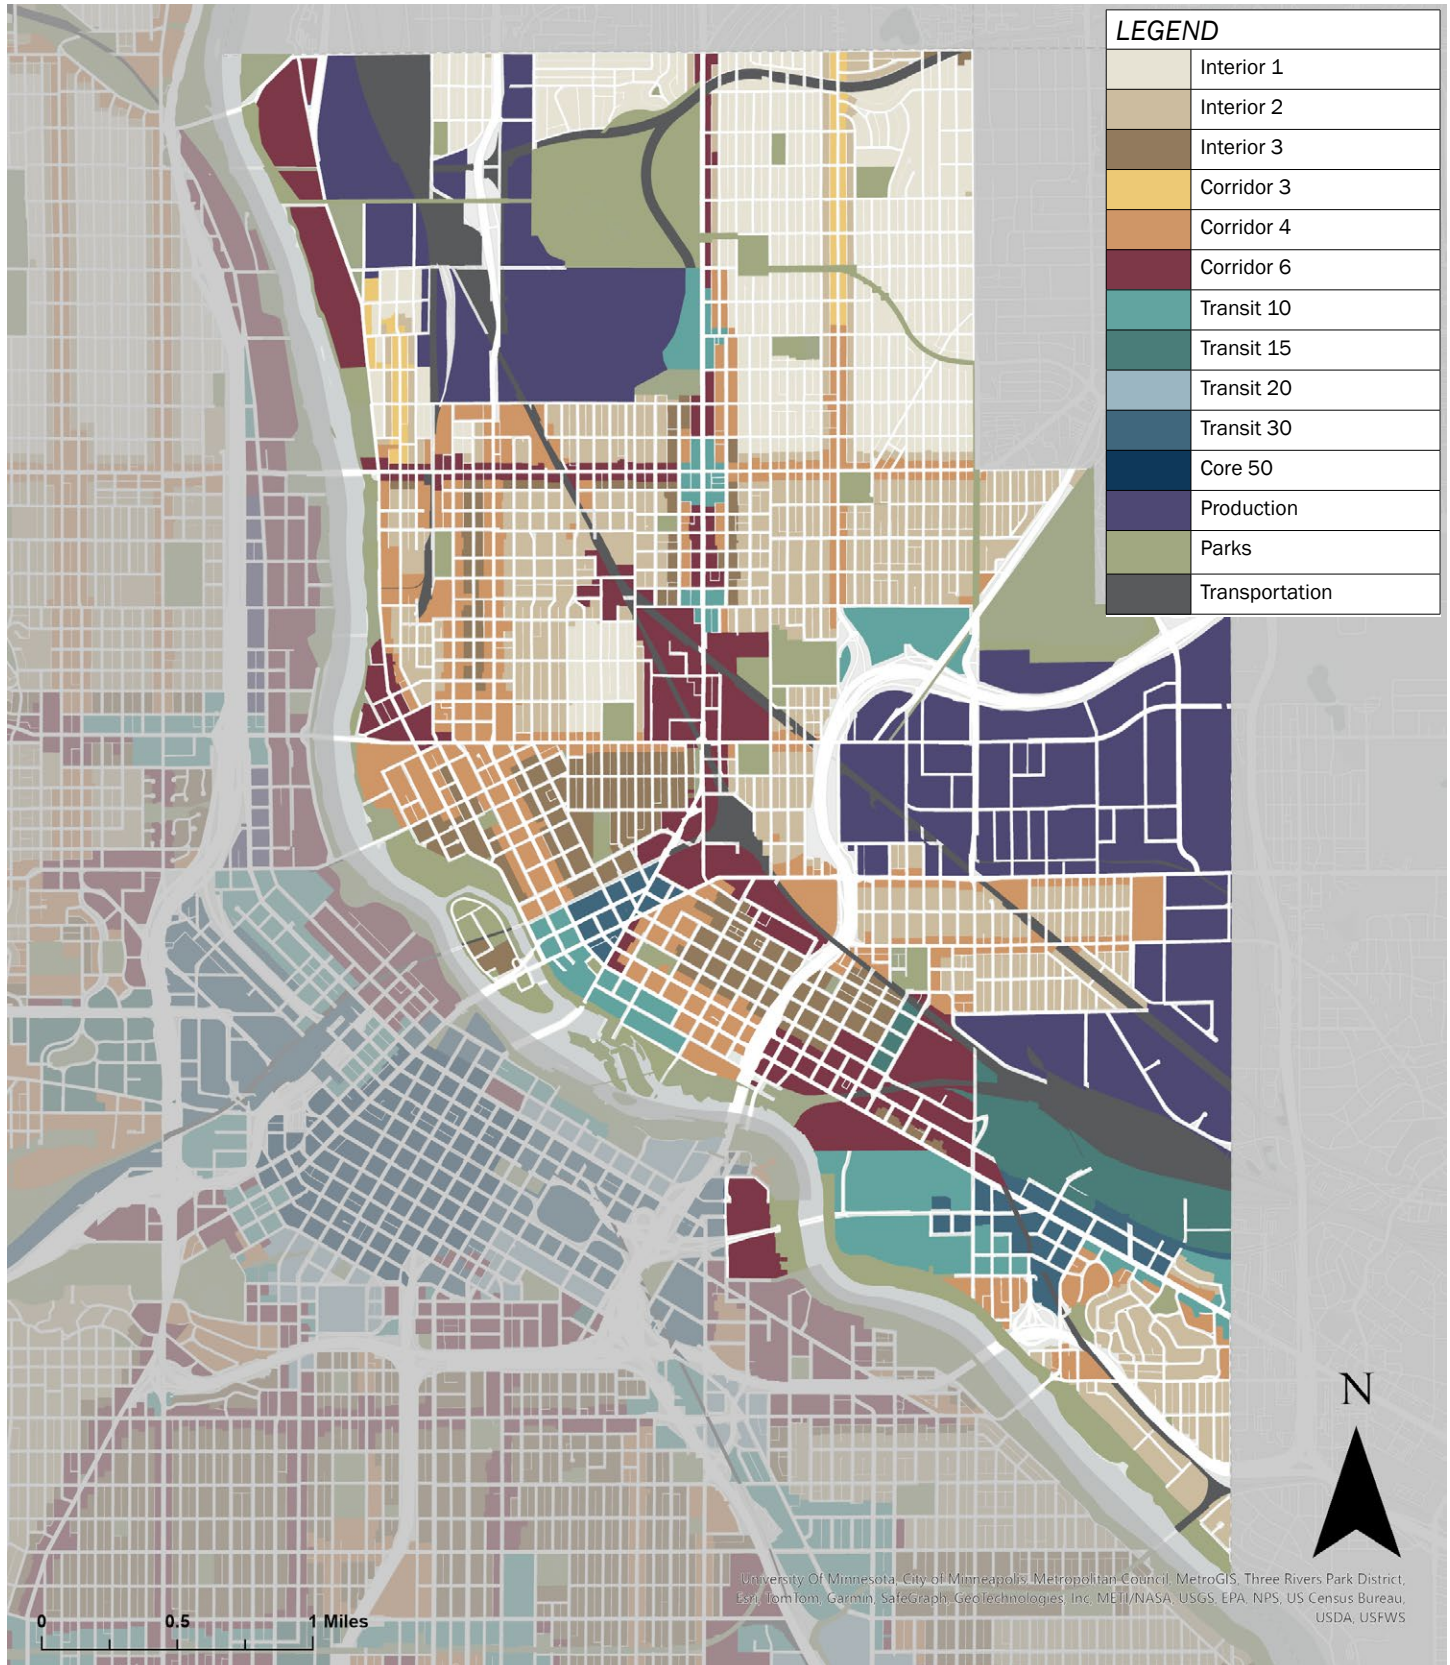 LEGEND
Interior 1
Interior 2
Interior 3
Corridor 3
Corridor 4
Corridor 6
Transit 10
Transit 15
Transit 20
Transit 30
Core 50
Production
Parks
Transportation
N
University Of Minnesota, City of Minneapolis, Metropolitan Council, MetroGIS, Three Rivers Park District,
Esri, TomTom, Garmin, SafeGraph, GeoTechnologies, Inc, METI/NASA, USGS, EPA, NPS, US Census Bureau,
USDA, USFWS
0 0.5 1 Miles